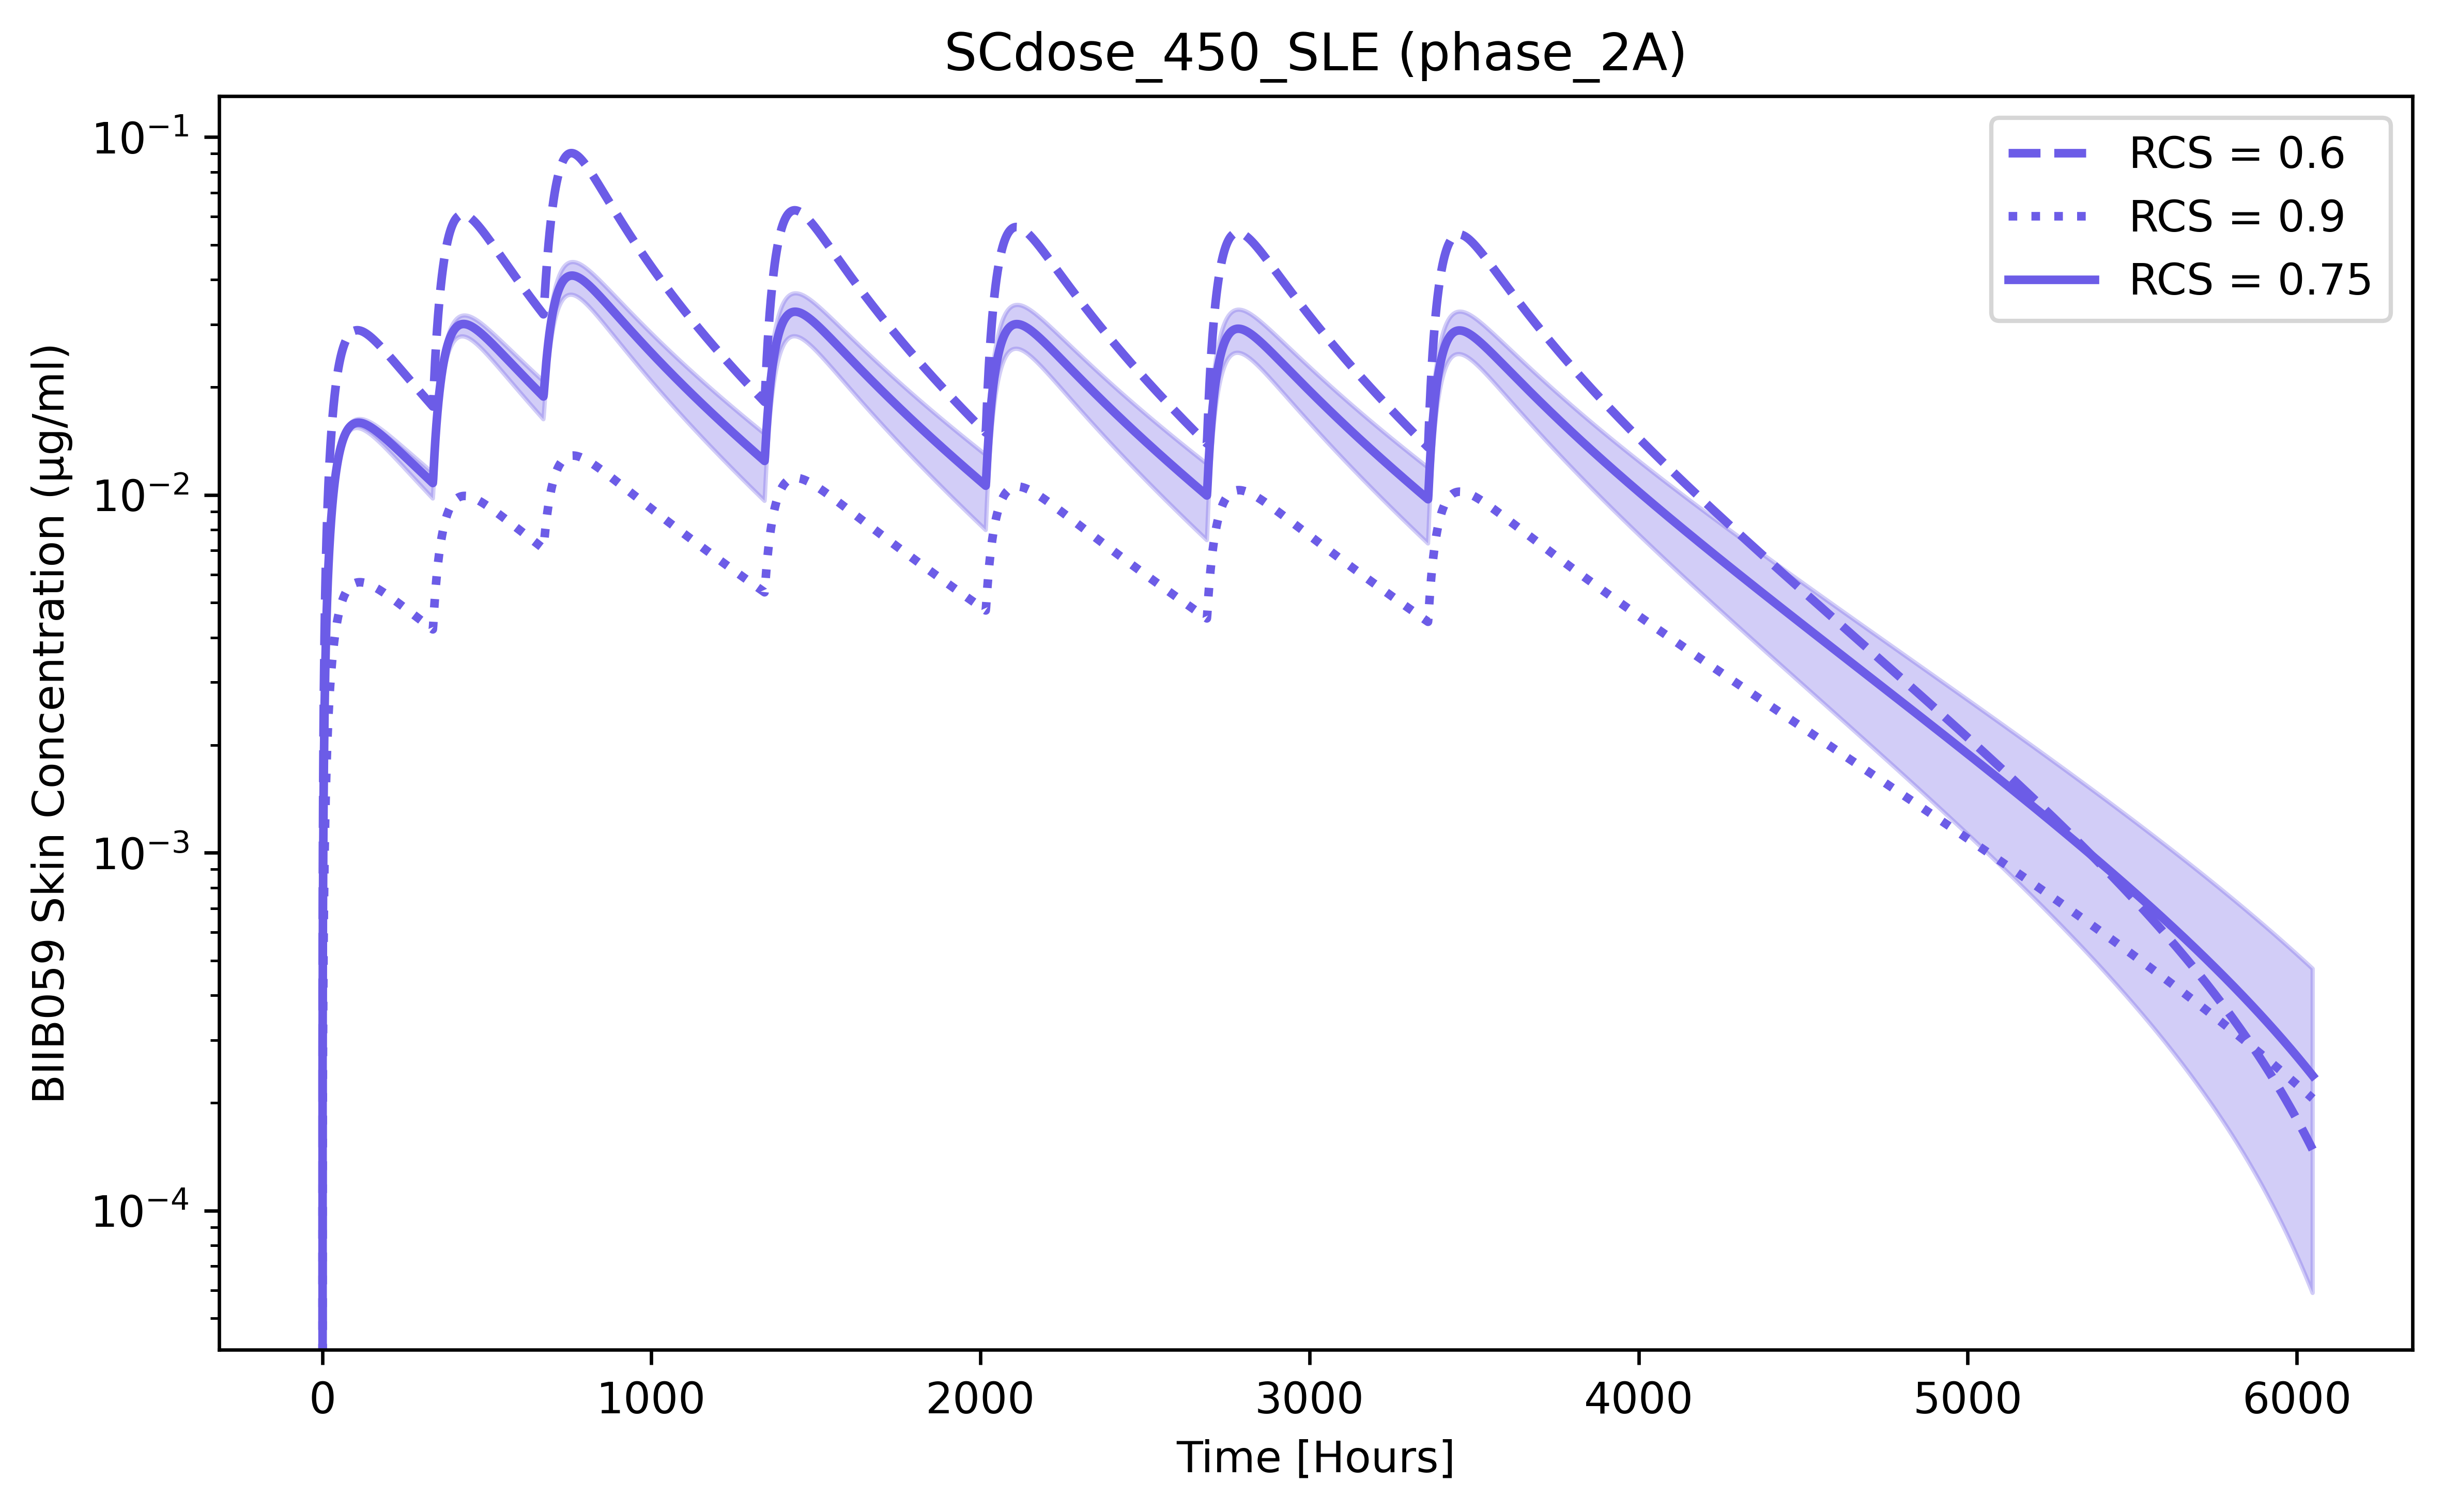 SCdose_450_SLE (phase_2A)
RCS = 0.6
RCS = 0.9
RCS = 0.75
BIIB059 Skin Concentration (µg/ml)
10⁻¹
10⁻²
10⁻³
10⁻⁴
0 1000 2000 3000 4000 5000 6000
Time [Hours]